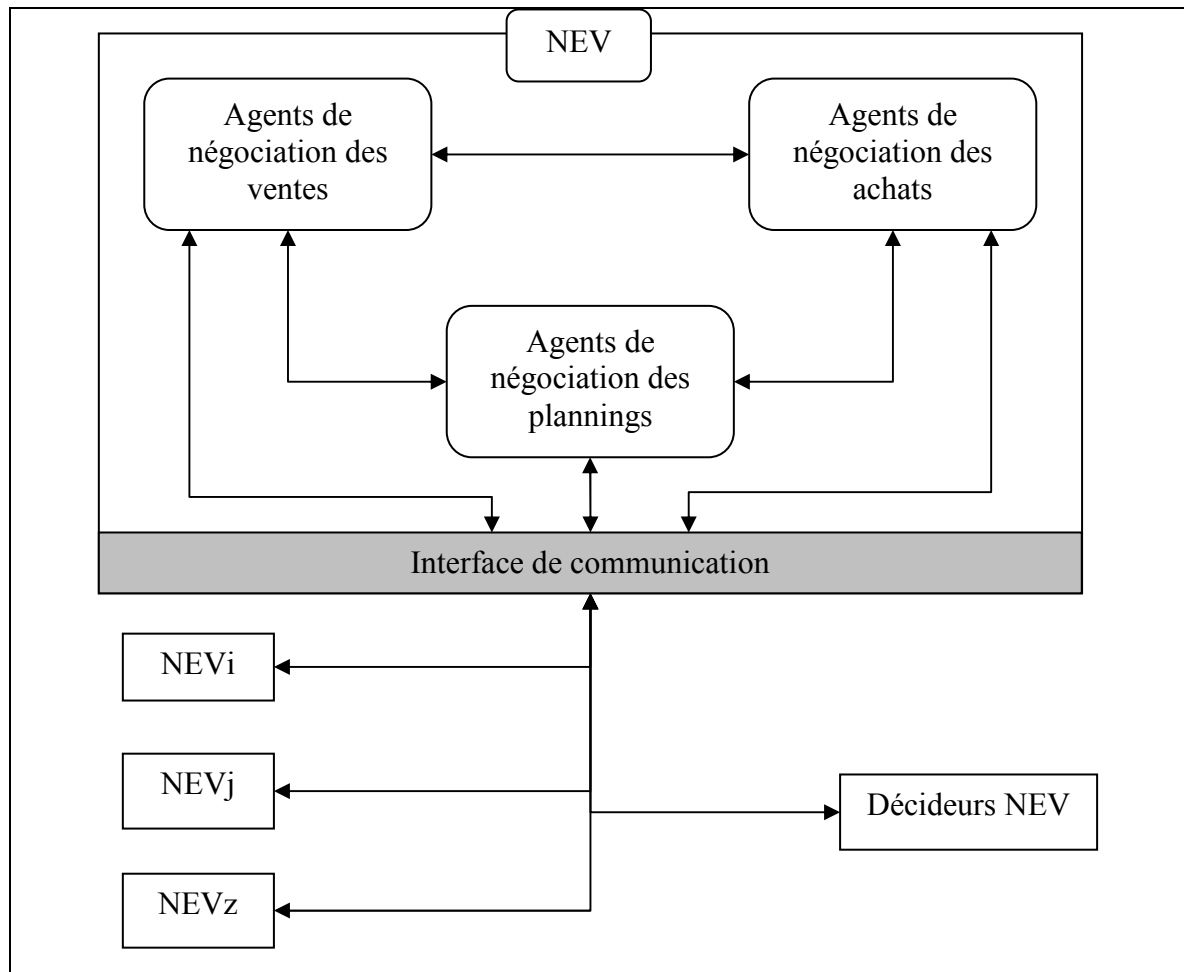 NEV
Agents de
négociation des
ventes
Agents de
négociation des
achats
Agents de
négociation des
plannings
Interface de communication
NEVi
NEVj
Décideurs NEV
NEVz